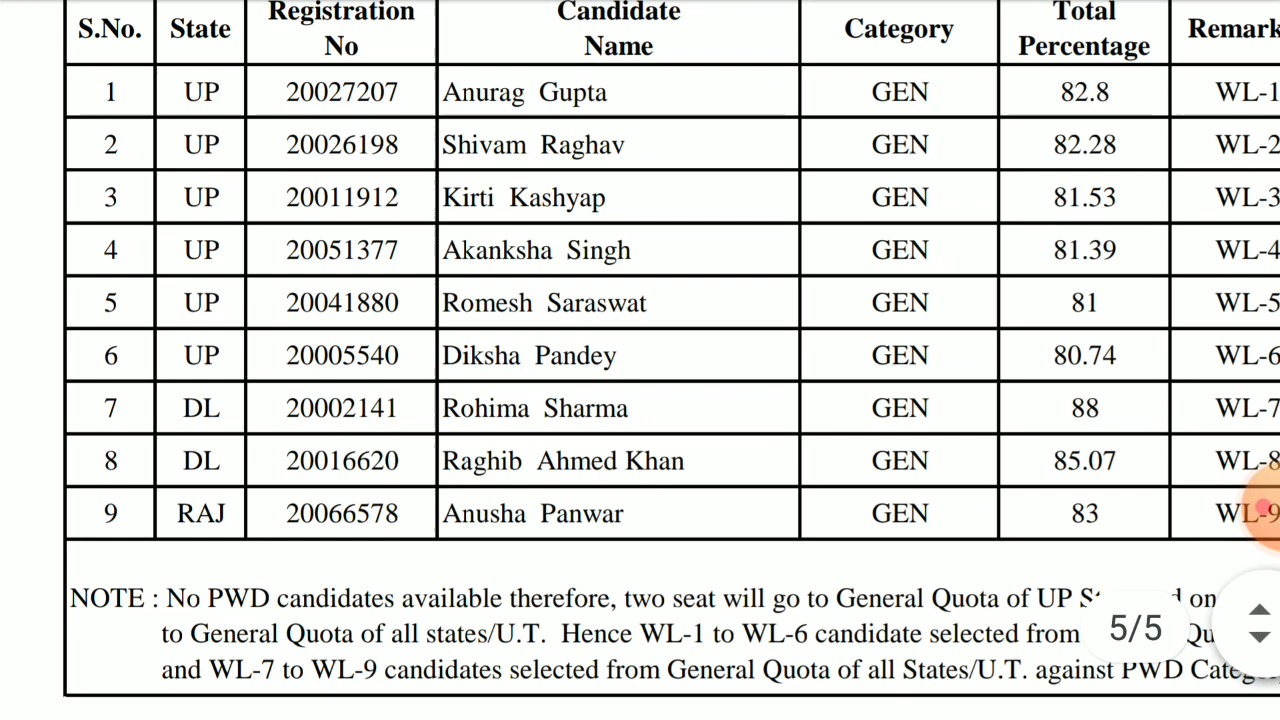 S.No. State Registration No Candidate Name Category Total Percentage Remark
1 UP 20027207 Anurag Gupta GEN 82.8 WL-1
2 UP 20026198 Shivam Raghav GEN 82.28 WL-2
3 UP 20011912 Kirti Kashyap GEN 81.53 WL-3
4 UP 20051377 Akanksha Singh GEN 81.39 WL-4
5 UP 20041880 Romesh Saraswat GEN 81 WL-5
6 UP 20005540 Diksha Pandey GEN 80.74 WL-6
7 DL 20002141 Rohima Sharma GEN 88 WL-7
8 DL 20016620 Raghib Ahmed Khan GEN 85.07 WL-8
9 RAJ 20066578 Anusha Panwar GEN 83 WL-9
NOTE : No PWD candidates available therefore, two seat will go to General Quota of UP
to General Quota of all states/U.T. Hence WL-1 to WL-6 candidate selected from
and WL-7 to WL-9 candidates selected from General Quota of all States/U.T. against PWD
5/5